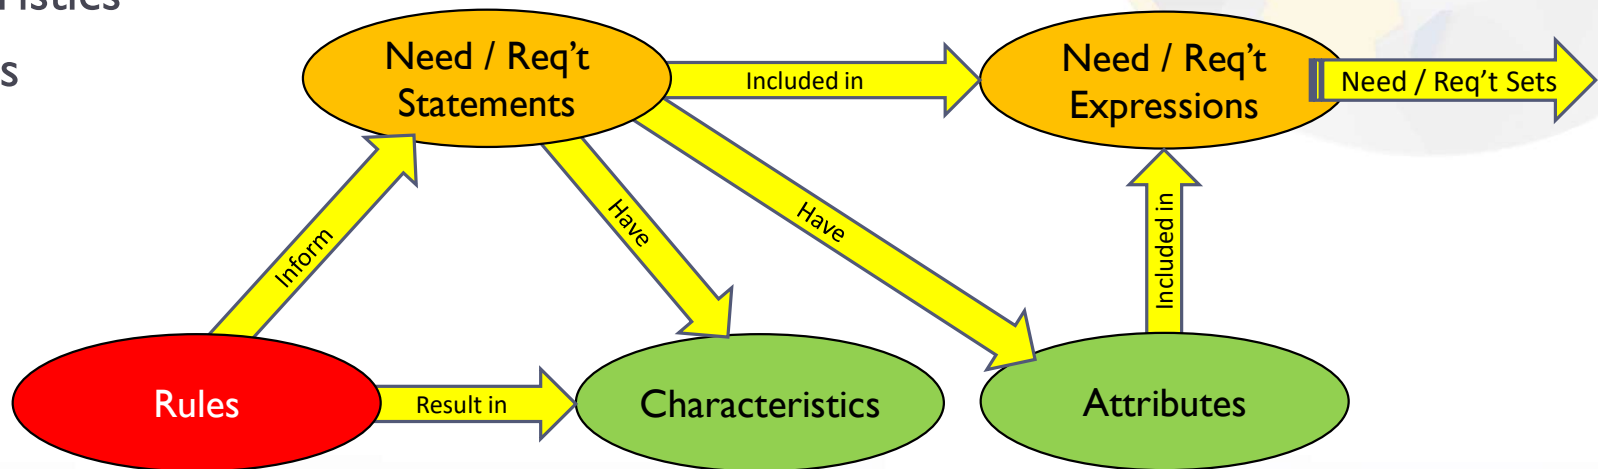 Need / Req’t
Statements
Included in
Need / Req’t
Expressions
Need / Req’t Sets
Inform
Have
Have
Included in
Rules
Result in
Characteristics
Attributes